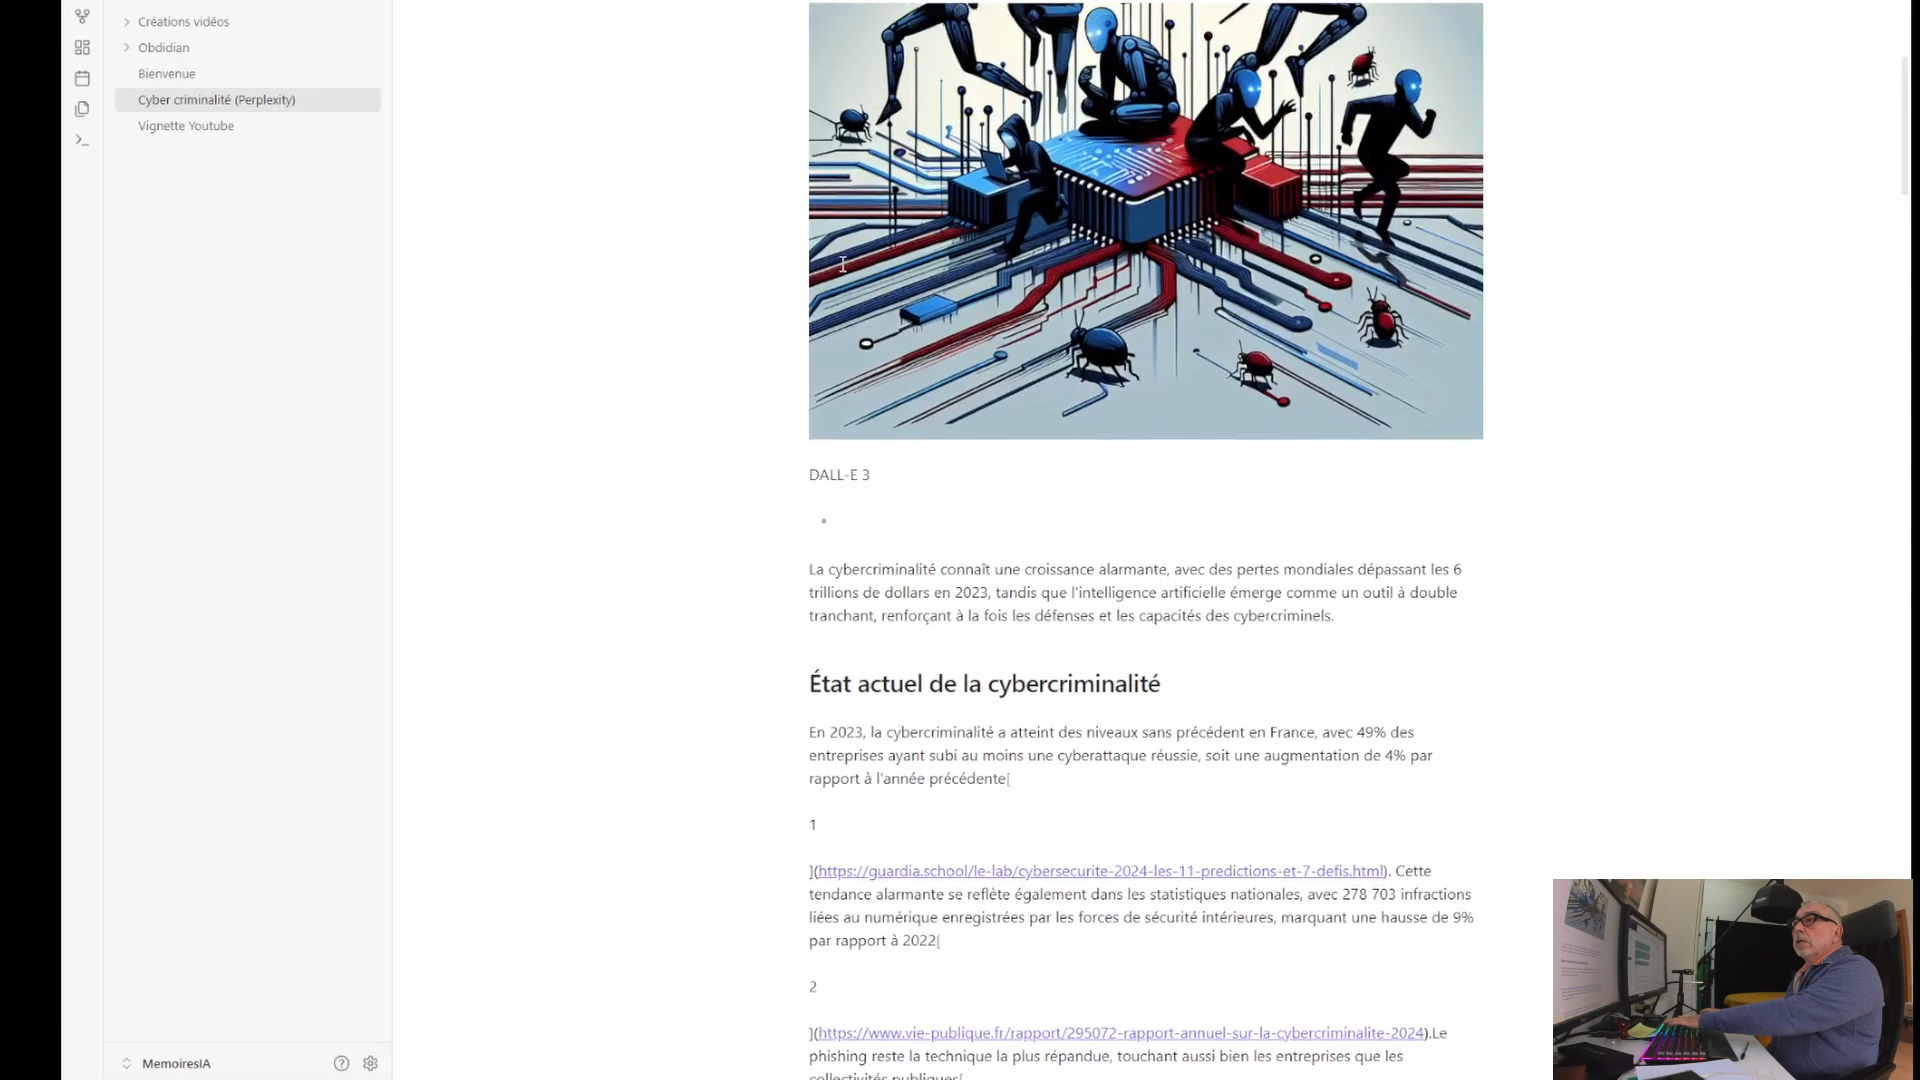 Créations vidéos
Obdidian
Bienvenue
Cyber criminalité (Perplexity)
Vignette Youtube
MemoiresIA
DALL-E 3
La cybercriminalité connaît une croissance alarmante, avec des pertes mondiales dépassant les 6
trillions de dollars en 2023, tandis que l'intelligence artificielle émerge comme un outil à double
tranchant, renforçant à la fois les défenses et les capacités des cybercriminels.
État actuel de la cybercriminalité
En 2023, la cybercriminalité a atteint des niveaux sans précédent en France, avec 49% des
entreprises ayant subi au moins une cyberattaque réussie, soit une augmentation de 4% par
rapport à l'année précédente[
1
](https://guardia.school/le-lab/cybersecurite-2024-les-11-predictions-et-7-defis.html). Cette
tendance alarmante se reflète également dans les statistiques nationales, avec 278 703 infractions
liées au numérique enregistrées par les forces de sécurité intérieures, marquant une hausse de 9%
par rapport à 2022[
2
](https://www.vie-publique.fr/rapport/295072-rapport-annuel-sur-la-cybercriminalite-2024).Le
phishing reste la technique la plus répandue, touchant aussi bien les entreprises que les
collectivités publiques[